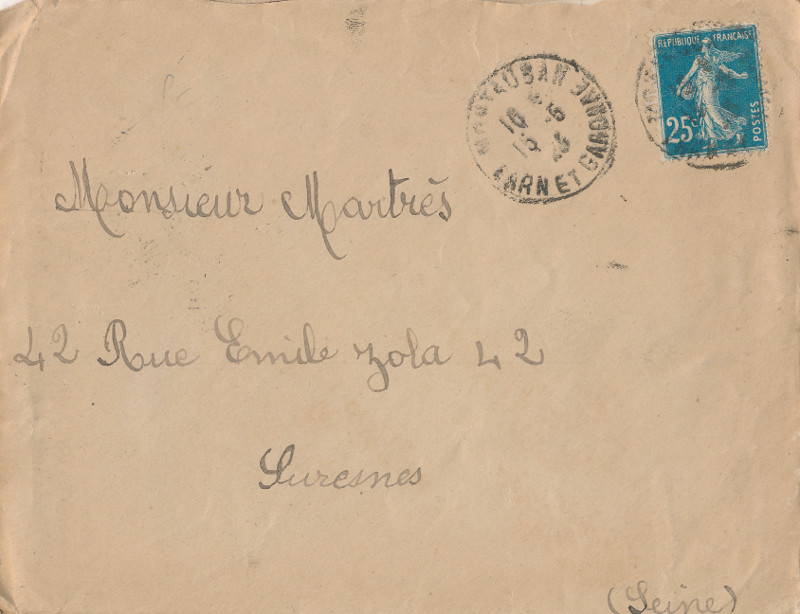 REPUBLIQUE FRANÇAISE
25c
POSTES
MONTAUBAN
TARN ET GARONNE
Monsieur Martrès
42 Rue Emile Zola 42
Suresnes
(Seine)